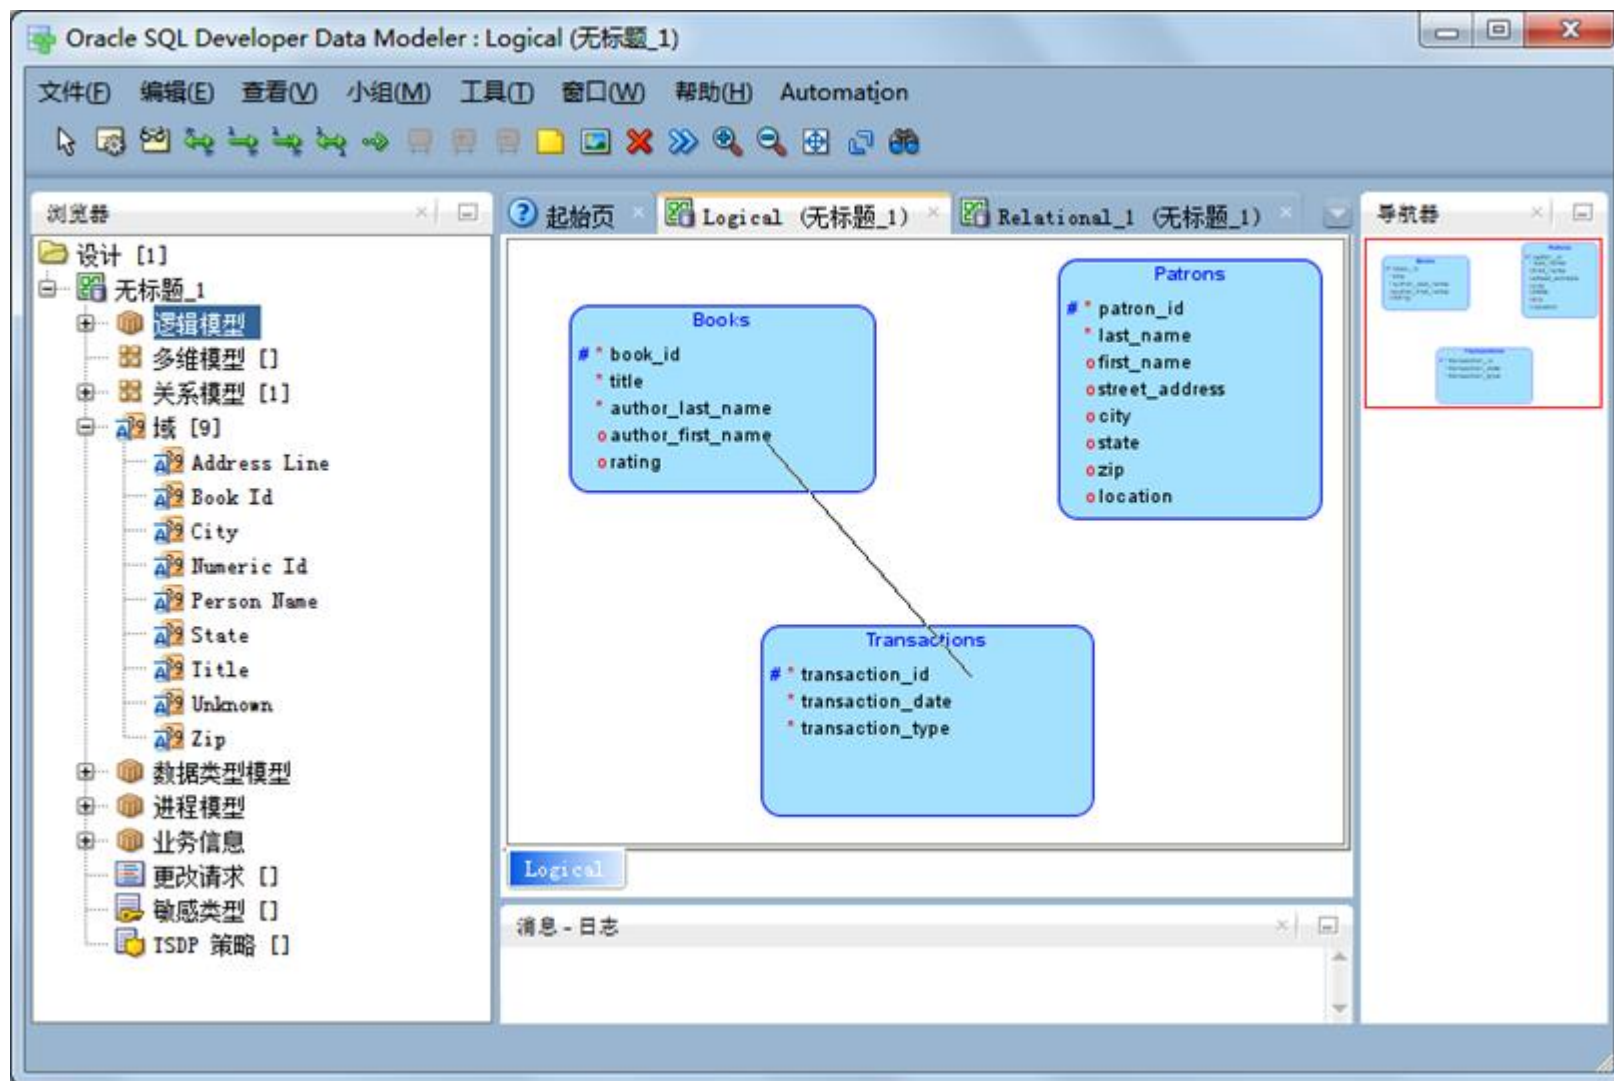 Oracle SQL Developer Data Modeler : Logical (无标题_1)
文件(F) 编辑(E) 查看(V) 小组(M) 工具(T) 窗口(W) 帮助(H) Automation
浏览器
设计 [1]
无标题_1
逻辑模型
多维模型 []
关系模型 [1]
域 [9]
Address Line
Book Id
City
Numeric Id
Person Name
State
Title
Unknown
Zip
数据类型模型
进程模型
业务信息
更改请求 []
敏感类型 []
TSDP 策略 []
起始页 Logical (无标题_1) Relational_1 (无标题_1)
Books
# * book_id
* title
* author_last_name
o author_first_name
o rating
Patrons
# * patron_id
* last_name
o first_name
o street_address
o city
o state
o zip
o location
Transactions
# * transaction_id
* transaction_date
* transaction_type
Logical
消息 - 日志
导航器
Books
Patrons
Transactions